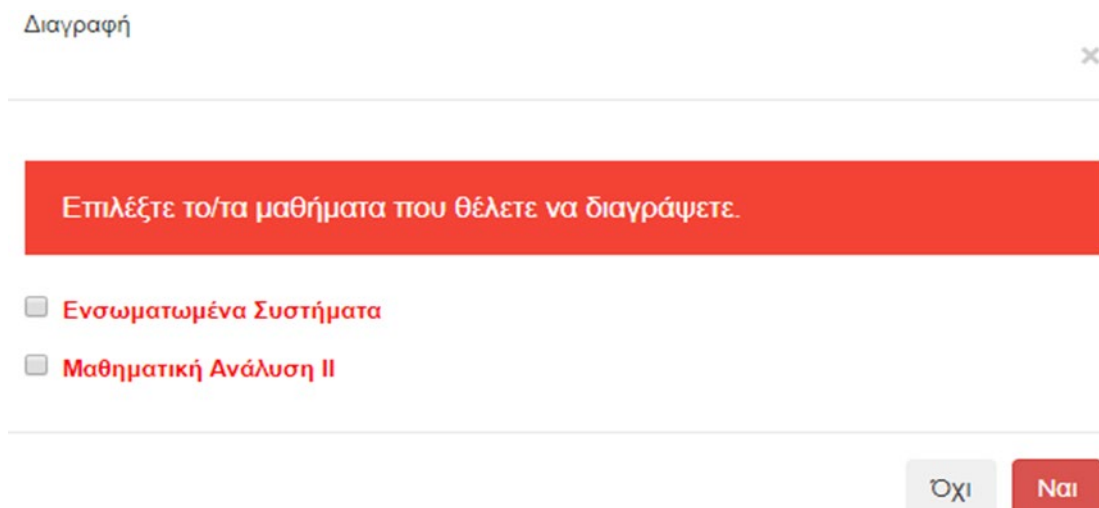 Διαγραφή
×
Επιλέξτε το/τα μαθήματα που θέλετε να διαγράψετε.
Ενσωματωμένα Συστήματα
Μαθηματική Ανάλυση ΙΙ
Όχι Ναι